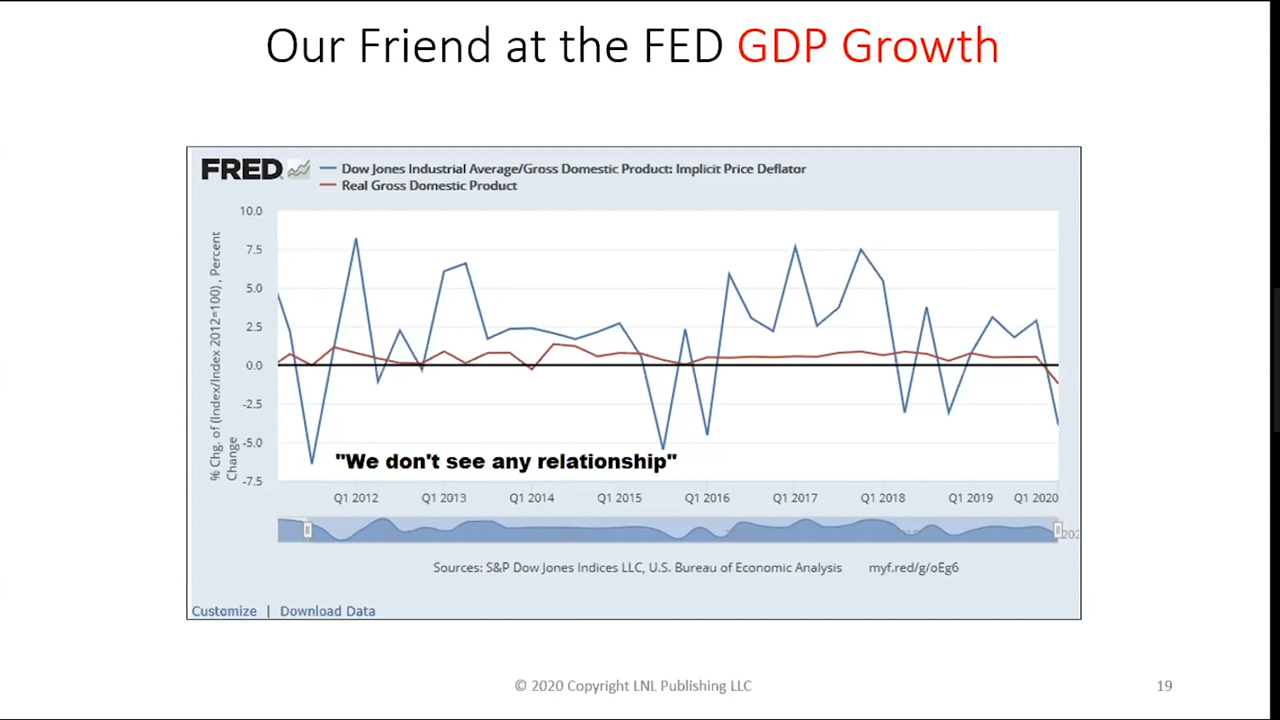 Our Friend at the FED GDP Growth
FRED
Dow Jones Industrial Average/Gross Domestic Product: Implicit Price Deflator
Real Gross Domestic Product
% Chg. of (Index/Index 2012=100) , Percent
Change
10.0
7.5
5.0
2.5
0.0
-2.5
-5.0
-7.5
"We don't see any relationship"
Q1 2012 Q1 2013 Q1 2014 Q1 2015 Q1 2016 Q1 2017 Q1 2018 Q1 2019 Q1 2020
Sources: S&P Dow Jones Indices LLC, U.S. Bureau of Economic Analysis myf.red/g/oEg6
Customize | Download Data
© 2020 Copyright LNL Publishing LLC
19